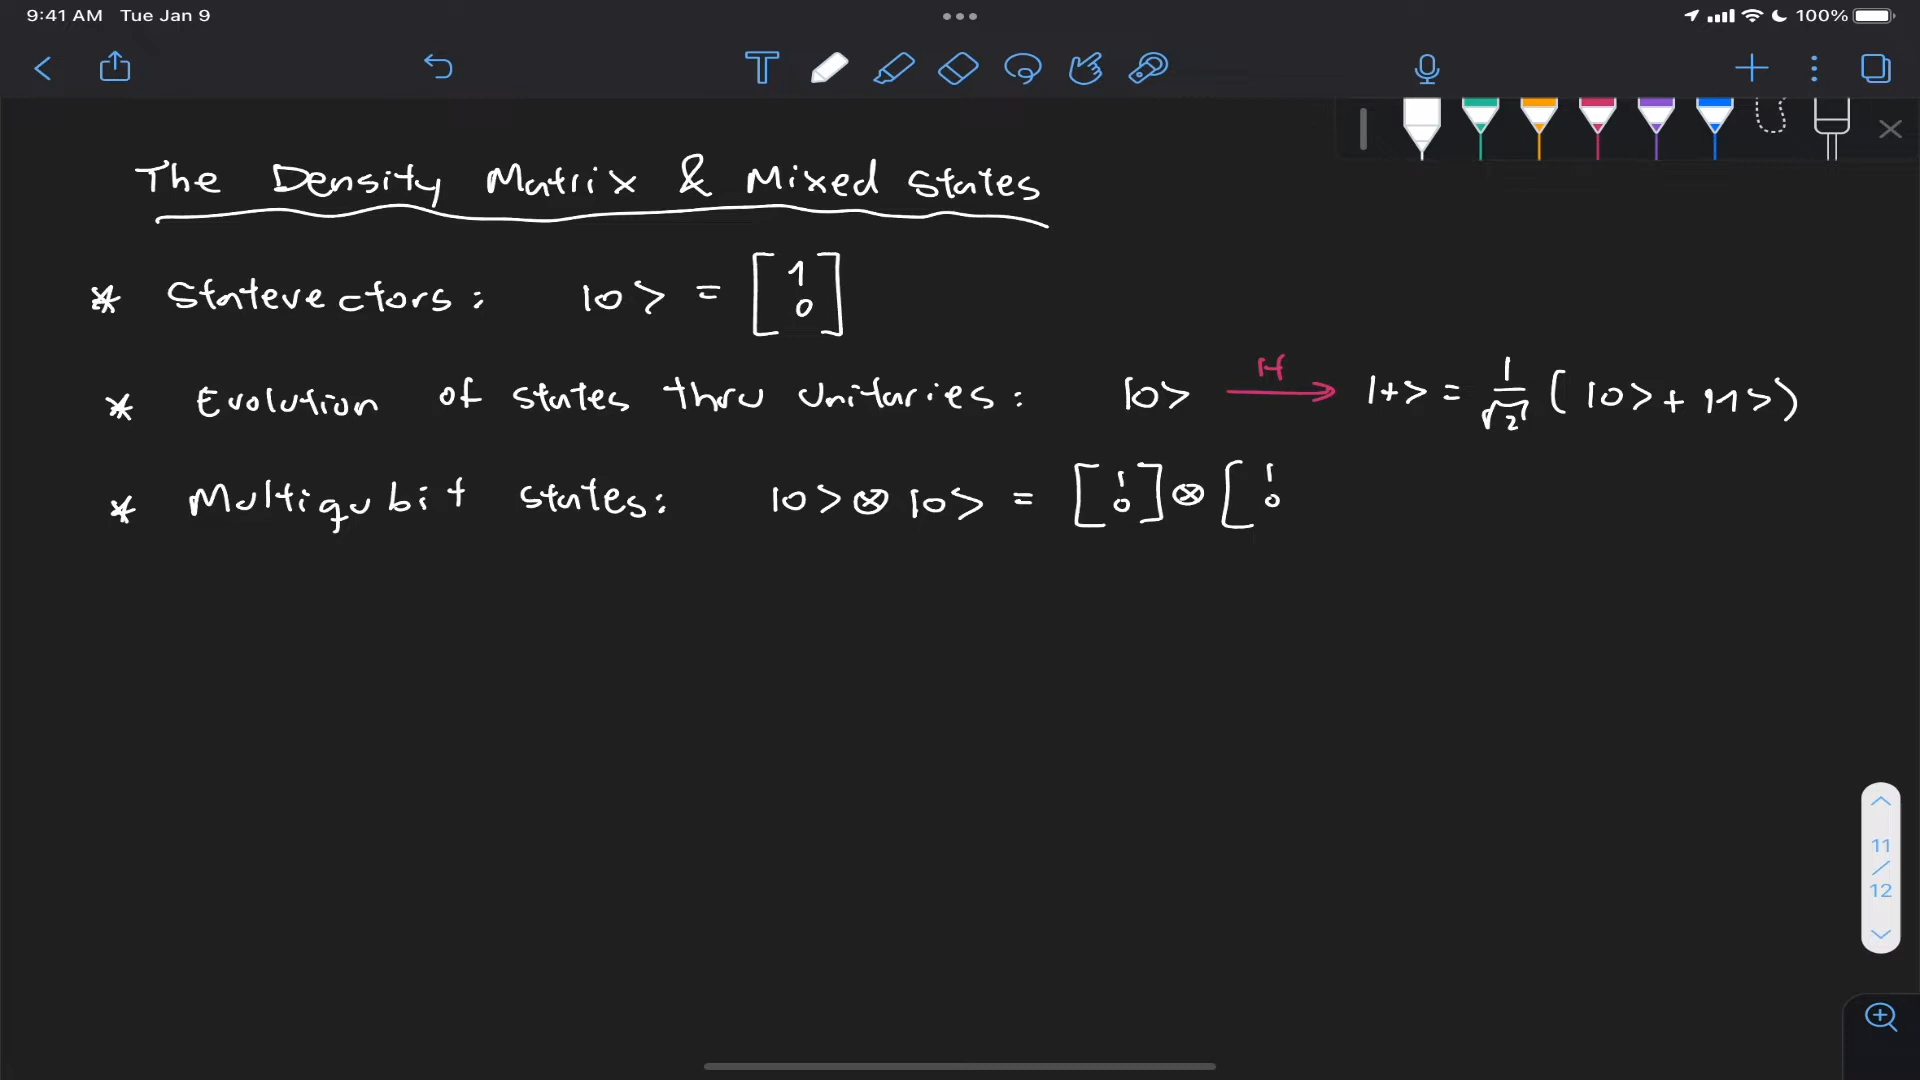 9:41 AM Tue Jan 9 100%
The Density Matrix & Mixed States
* Statevectors: |0> = [1 0]
* Evolution of states thru Unitaries: |0> H→ |+> = 1/√2 (|0> + |1>)
* Multiqubit states: |0> ⊗ |0> = [1 0] ⊗ [1 0
11
/
12